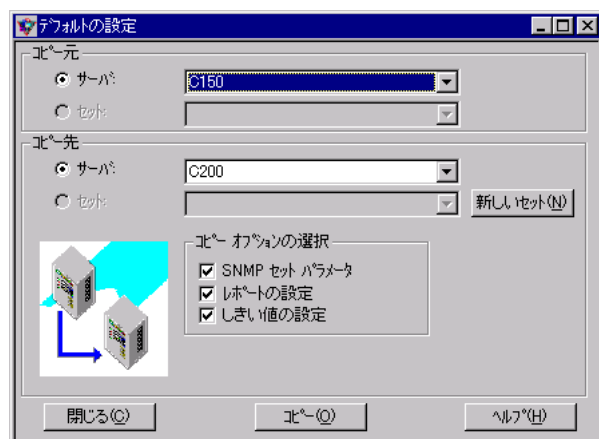 デフォルトの設定
コピー元
サーバ:
C150
セット:
コピー先
サーバ:
C200
セット:
新しいセット(N)
コピー オプションの選択
SNMP セット パラメータ
レポートの設定
しきい値の設定
閉じる(C)
コピー(O)
ヘルプ(H)